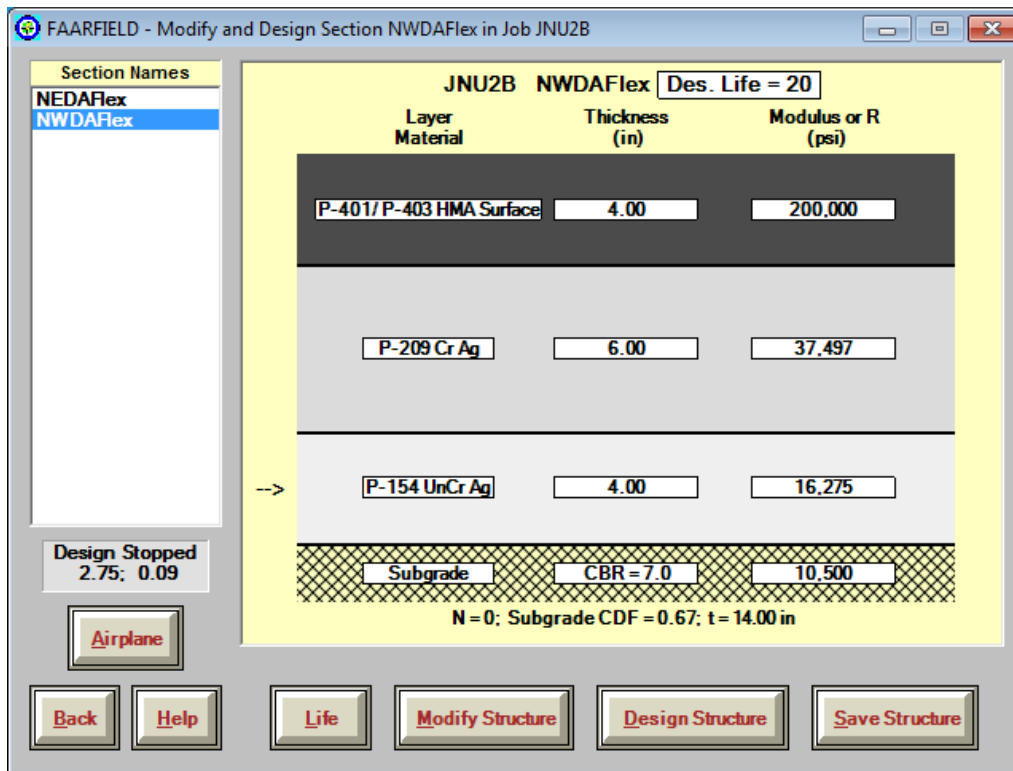 FAARFIELD - Modify and Design Section NWDAFlex in Job JNU2B
Section Names
NEDAFlex
NWDAFlex
JNU2B NWDAFlex Des. Life = 20
Layer Material
Thickness (in)
Modulus or R (psi)
P-401/ P-403 HMA Surface 4.00 200,000
P-209 Cr Ag 6.00 37,497
--> P-154 UnCr Ag 4.00 16,275
Subgrade CBR = 7.0 10,500
N = 0; Subgrade CDF = 0.67; t = 14.00 in
Design Stopped
2.75; 0.09
Airplane
Back Help Life Modify Structure Design Structure Save Structure